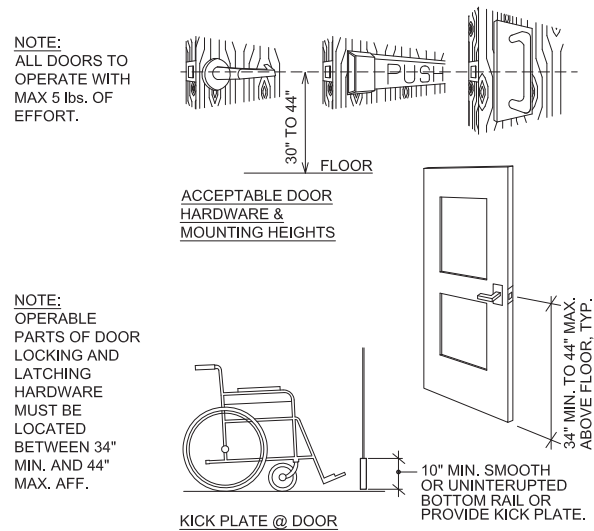 NOTE:
ALL DOORS TO
OPERATE WITH
MAX 5 lbs. OF
EFFORT.
PUSH
30" TO 44"
FLOOR
ACCEPTABLE DOOR
HARDWARE &
MOUNTING HEIGHTS
NOTE:
OPERABLE
PARTS OF DOOR
LOCKING AND
LATCHING
HARDWARE
MUST BE
LOCATED
BETWEEN 34"
MIN. AND 44"
MAX. AFF.
34" MIN. TO 44" MAX.
ABOVE FLOOR, TYP.
10" MIN. SMOOTH
OR UNINTERUPTED
BOTTOM RAIL OR
PROVIDE KICK PLATE.
KICK PLATE @ DOOR